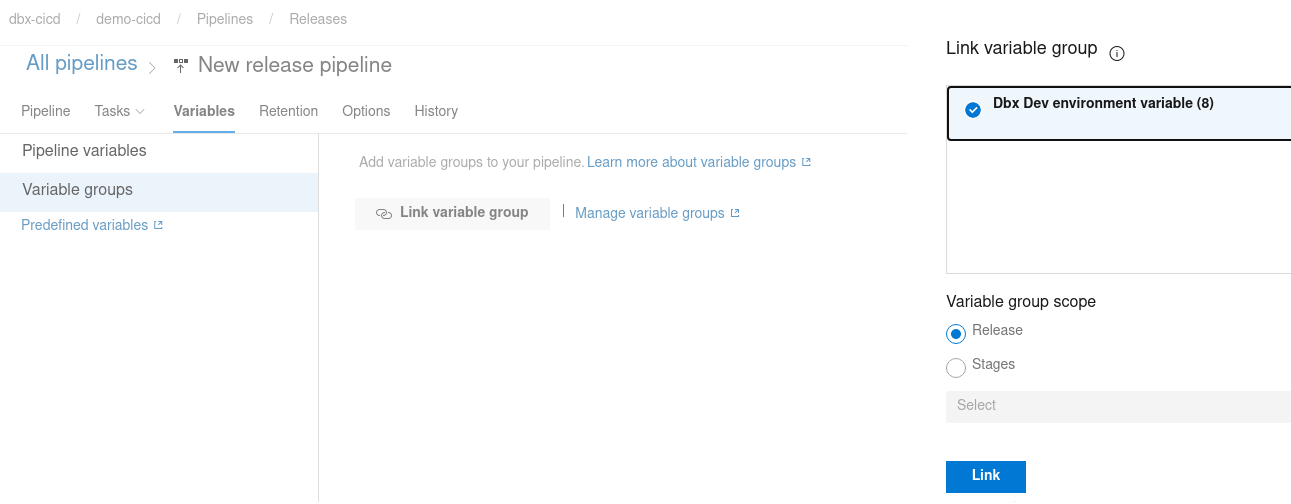 dbx-cicd / demo-cicd / Pipelines / Releases
All pipelines > New release pipeline
Pipeline Tasks Variables Retention Options History
Pipeline variables
Variable groups
Predefined variables
Add variable groups to your pipeline. Learn more about variable groups
Link variable group | Manage variable groups
Link variable group
Dbx Dev environment variable (8)
Variable group scope
Release
Stages
Select
Link